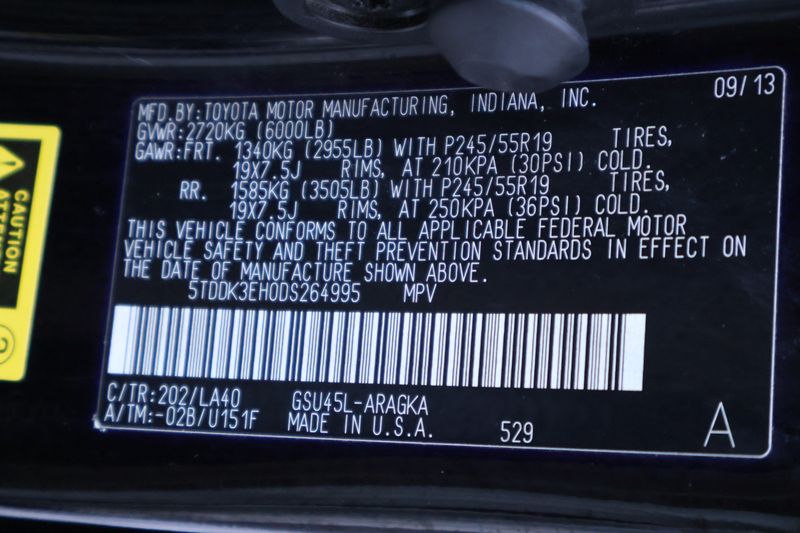 09/13
MFD.BY:TOYOTA MOTOR MANUFACTURING, INDIANA, INC.
GVWR:2720KG (6000LB)
GAWR:FRT. 1340KG (2955LB) WITH P245/55R19 TIRES,
19X7.5J RIMS, AT 210KPA (30PSI) COLD.
RR. 1585KG (3505LB) WITH P245/55R19 TIRES,
19X7.5J RIMS, AT 250KPA (36PSI) COLD.
THIS VEHICLE CONFORMS TO ALL APPLICABLE FEDERAL MOTOR
VEHICLE SAFETY AND THEFT PREVENTION STANDARDS IN EFFECT ON
THE DATE OF MANUFACTURE SHOWN ABOVE.
5TDDK3EH0DS264995 MPV
C/TR:202/LA40 GSU45L-ARAGKA
A/TM:-02B/U151F MADE IN U.S.A. 529 A
CAUTION